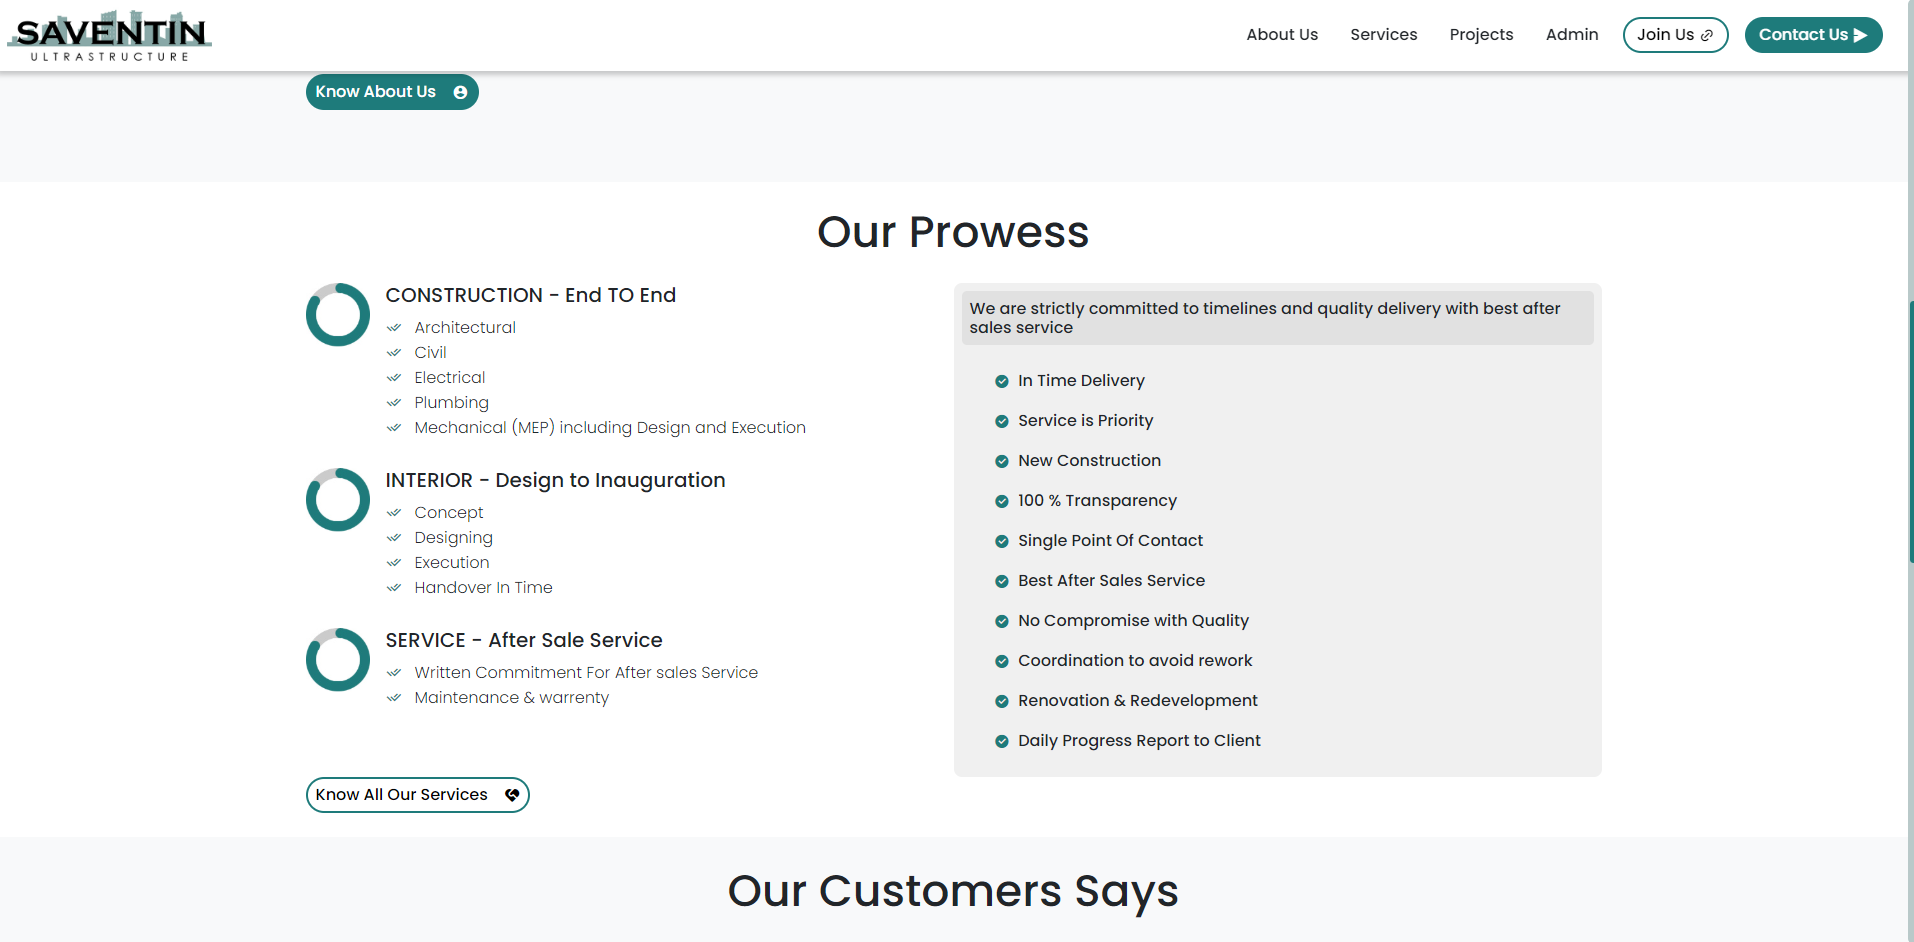 SAVENTIN
ULTRASTRUCTURE
About Us
Services
Projects
Admin
Join Us
Contact Us
Know About Us
Our Prowess
CONSTRUCTION - End TO End
Architectural
Civil
Electrical
Plumbing
Mechanical (MEP) including Design and Execution
INTERIOR - Design to Inauguration
Concept
Designing
Execution
Handover In Time
SERVICE - After Sale Service
Written Commitment For After sales Service
Maintenance & warrenty
Know All Our Services
We are strictly committed to timelines and quality delivery with best after
sales service
In Time Delivery
Service is Priority
New Construction
100 % Transparency
Single Point Of Contact
Best After Sales Service
No Compromise with Quality
Coordination to avoid rework
Renovation & Redevelopment
Daily Progress Report to Client
Our Customers Says